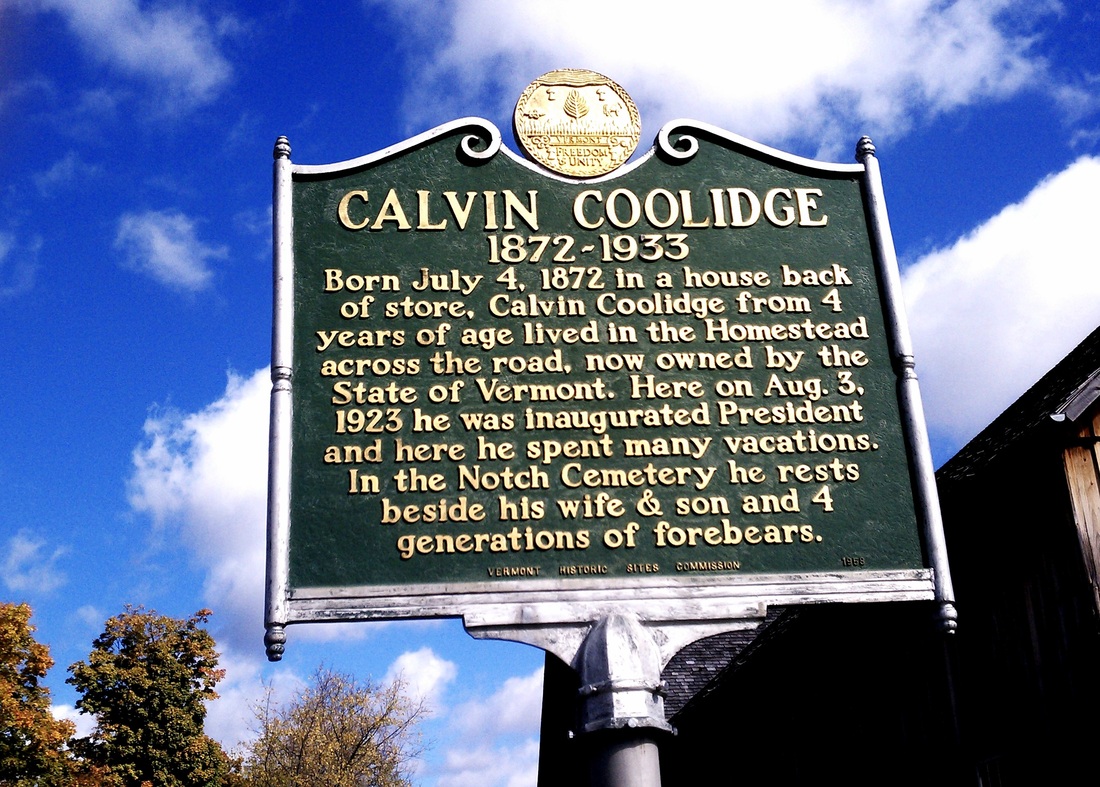 VERMONT
FREEDOM
& UNITY
CALVIN COOLIDGE
1872-1933
Born July 4, 1872 in a house back
of store, Calvin Coolidge from 4
years of age lived in the Homestead
across the road, now owned by the
State of Vermont. Here on Aug. 3,
1923 he was inaugurated President
and here he spent many vacations.
In the Notch Cemetery he rests
beside his wife & son and 4
generations of forebears.
VERMONT HISTORIC SITES COMMISSION